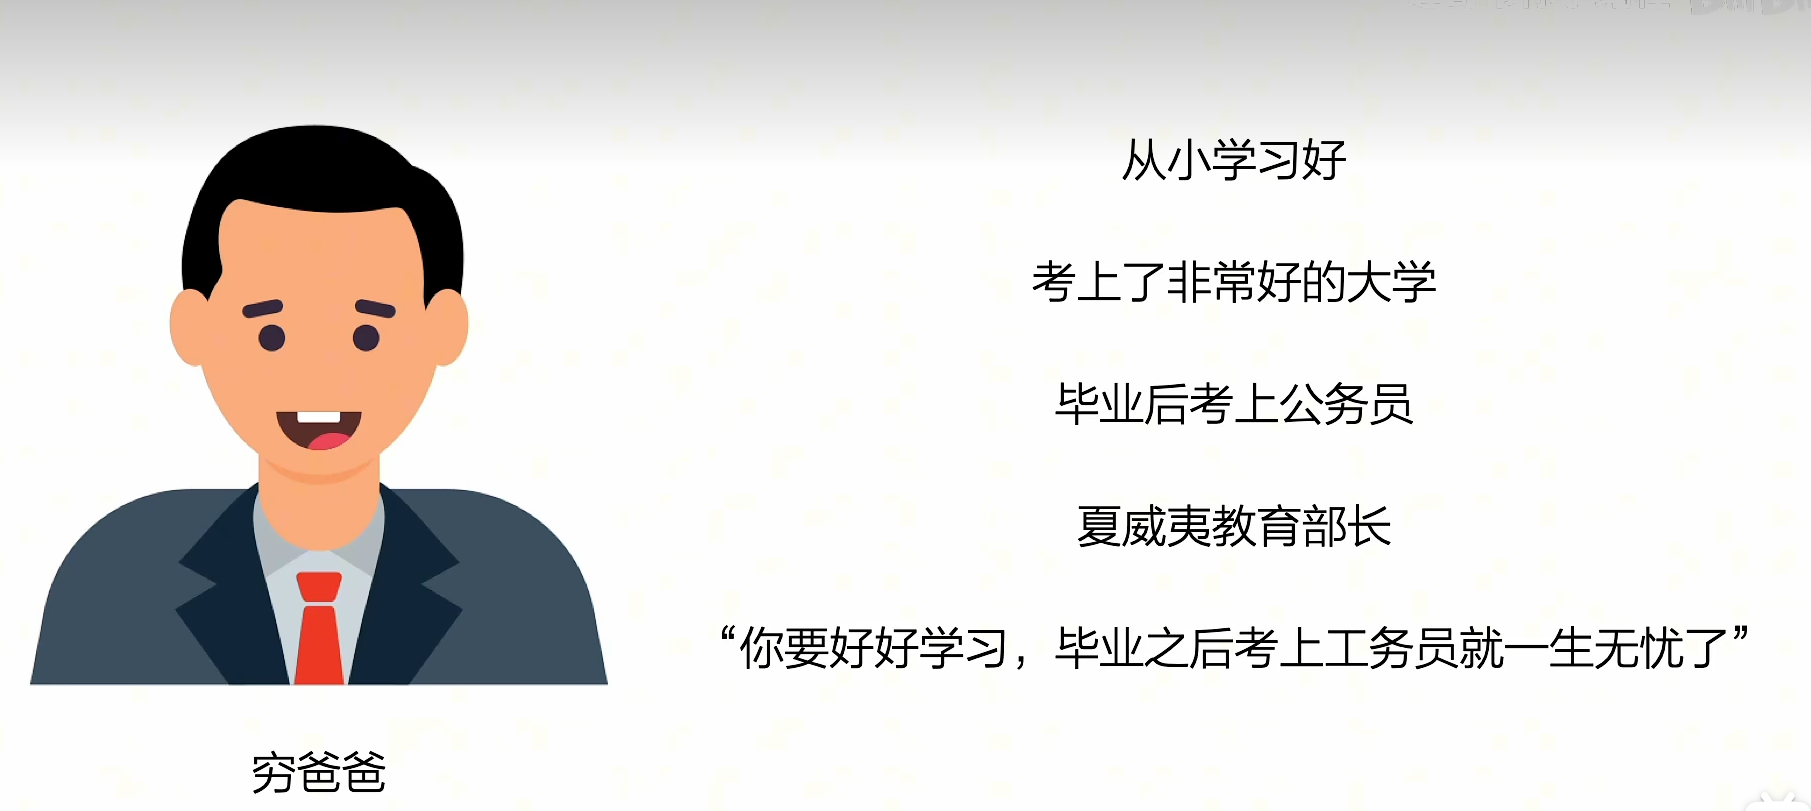 从小学习好
考上了非常好的大学
毕业后考上公务员
夏威夷教育部长
“你要好好学习，毕业之后考上工务员就一生无忧了”
穷爸爸